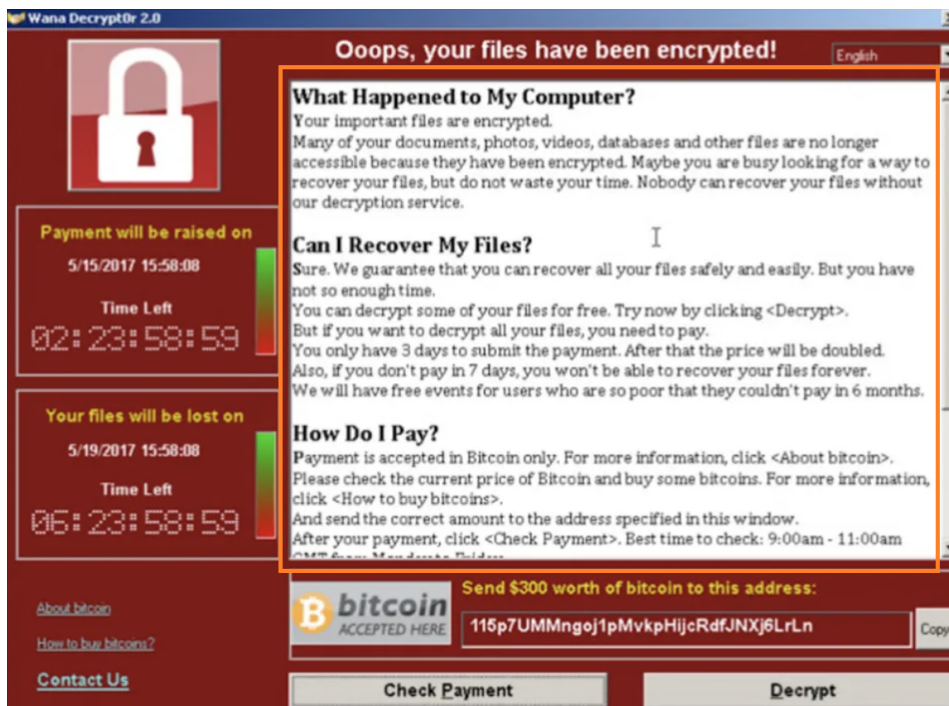 Wana Decrypt0r 2.0
Ooops, your files have been encrypted!
English
What Happened to My Computer?
Your important files are encrypted.
Many of your documents, photos, videos, databases and other files are no longer
accessible because they have been encrypted. Maybe you are busy looking for a way to
recover your files, but do not waste your time. Nobody can recover your files without
our decryption service.
Can I Recover My Files?
Sure. We guarantee that you can recover all your files safely and easily. But you have
not so enough time.
You can decrypt some of your files for free. Try now by clicking <Decrypt>.
But if you want to decrypt all your files, you need to pay.
You only have 3 days to submit the payment. After that the price will be doubled.
Also, if you don't pay in 7 days, you won't be able to recover your files forever.
We will have free events for users who are so poor that they couldn't pay in 6 months.
How Do I Pay?
Payment is accepted in Bitcoin only. For more information, click <About bitcoin>.
Please check the current price of Bitcoin and buy some bitcoins. For more information,
click <How to buy bitcoins>.
And send the correct amount to the address specified in this window.
After your payment, click <Check Payment>. Best time to check: 9:00am - 11:00am
GMT from Monday to Friday.
Payment will be raised on
5/15/2017 15:58:08
Time Left
02:23:58:59
Your files will be lost on
5/19/2017 15:58:08
Time Left
06:23:58:59
About bitcoin
How to buy bitcoins?
Contact Us
bitcoin
ACCEPTED HERE
Send $300 worth of bitcoin to this address:
115p7UMMngoj1pMvkpHijcRdfJNXj6LrLn
Copy
Check Payment
Decrypt